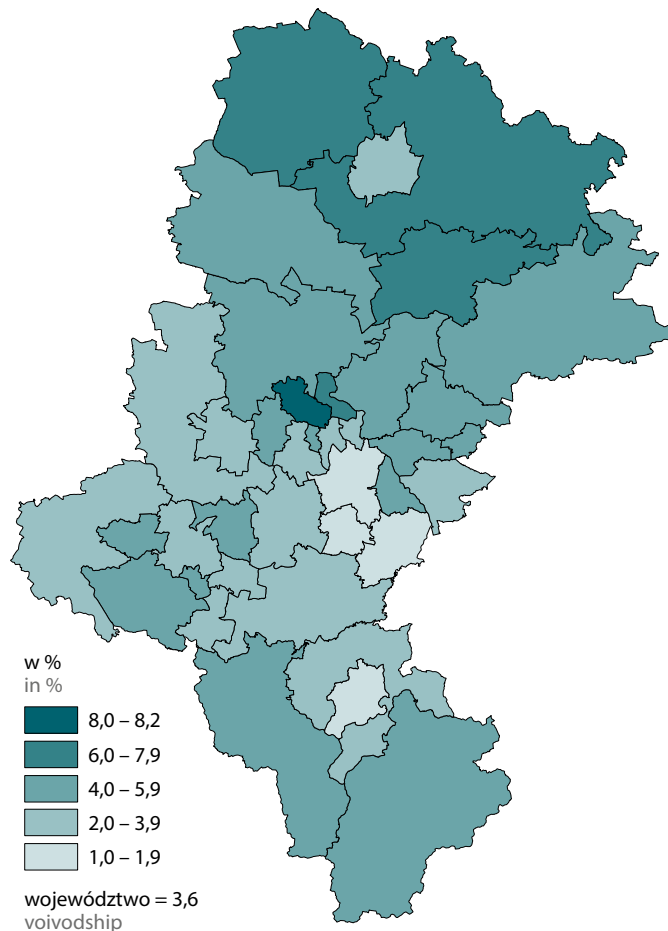 w %
in %
8,0 – 8,2
6,0 – 7,9
4,0 – 5,9
2,0 – 3,9
1,0 – 1,9
województwo = 3,6
voivodship